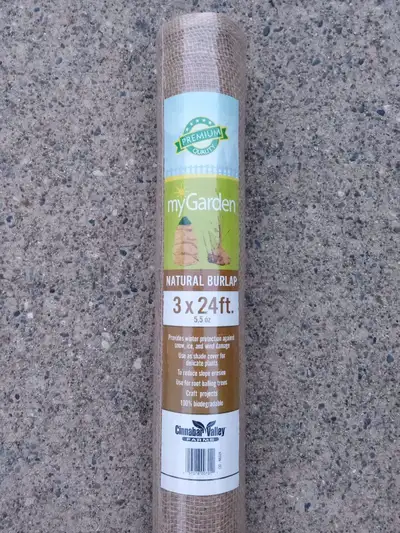 PREMIUM
QUALITY
myGarden
NATURAL BURLAP
3 x 24ft.
5.5 oz
Provides winter protection against
snow, ice, and wind damage
Use as shade cover for
delicate plants
To reduce slope erosion
Use for root balling trees
Craft projects
100% biodegradable
Cinnabar Valley
FARMS